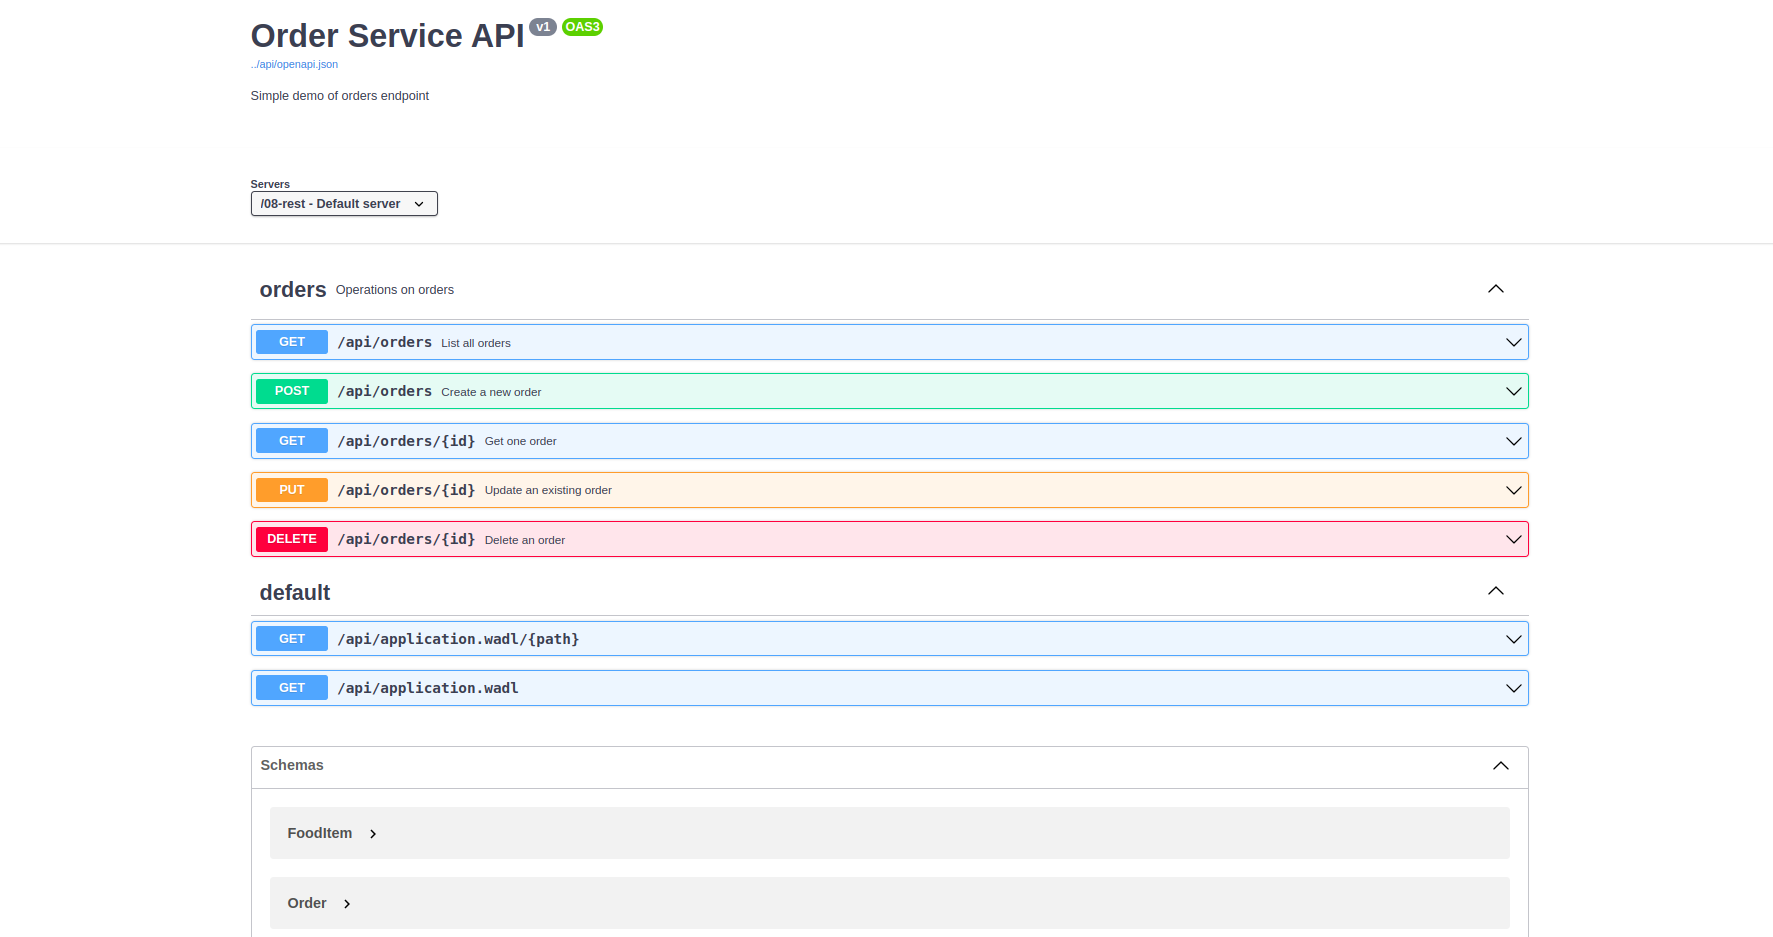 Order Service API v1 OAS3
../api/openapi.json
Simple demo of orders endpoint
Servers
/08-rest - Default server
orders Operations on orders
GET /api/orders List all orders
POST /api/orders Create a new order
GET /api/orders/{id} Get one order
PUT /api/orders/{id} Update an existing order
DELETE /api/orders/{id} Delete an order
default
GET /api/application.wadl/{path}
GET /api/application.wadl
Schemas
FoodItem
Order